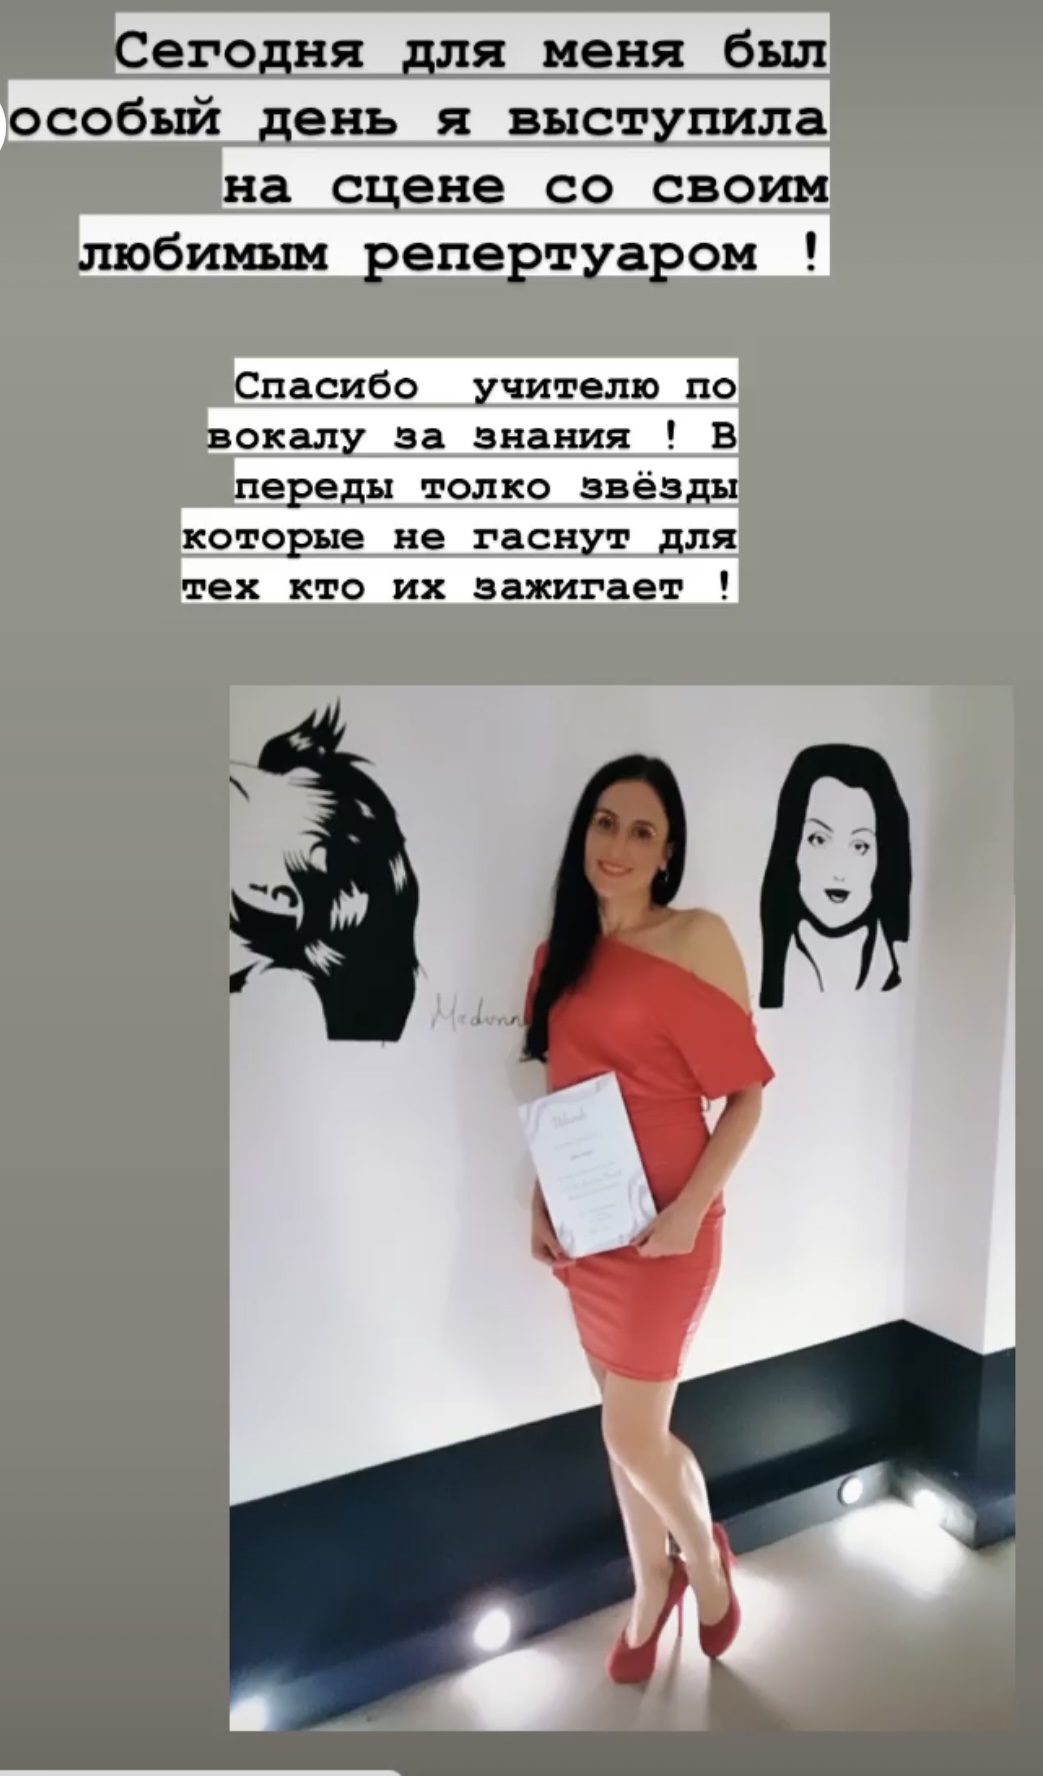 Сегодня для меня был
особый день я выступила
на сцене со своим
любимым репертуаром !
Спасибо учителю по
вокалу за знания ! В
переды толко звёзды
которые не гаснут для
тех кто их зажигает !
Madonn
Urkunde